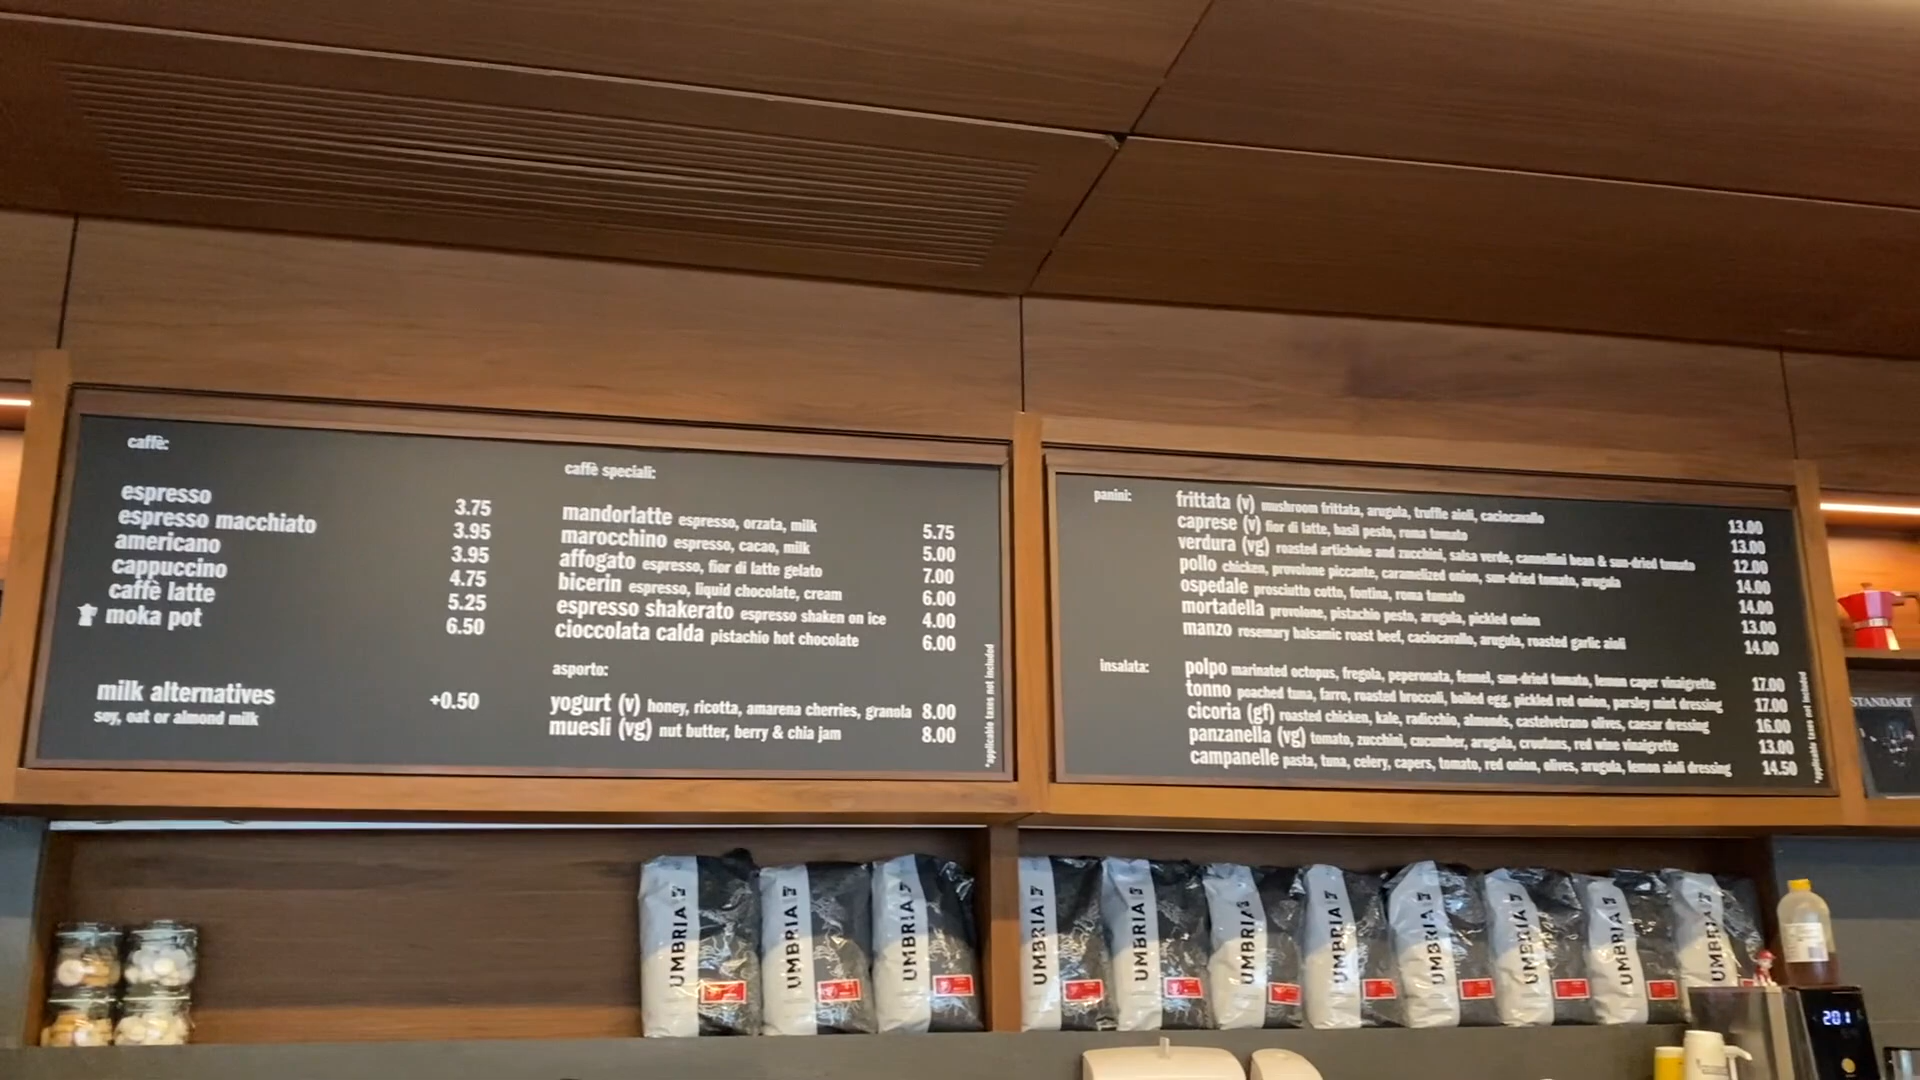 caffè:
espresso 3.75
espresso macchiato 3.95
americano 3.95
cappuccino 4.75
caffè latte 5.25
moka pot 6.50
milk alternatives +0.50
soy, oat or almond milk
caffè speciali:
mandorlatte espresso, orzata, milk 5.75
marocchino espresso, cacao, milk 5.00
affogato espresso, fior di latte gelato 7.00
bicerin espresso, liquid chocolate, cream 6.00
espresso shakerato espresso shaken on ice 4.00
cioccolata calda pistachio hot chocolate 6.00
asporto:
yogurt (v) honey, ricotta, amarena cherries, granola 8.00
muesli (vg) nut butter, berry & chia jam 8.00
*applicable taxes not included
panini:
frittata (v) mushroom frittata, arugula, truffle aioli, caciocavallo 13.00
caprese (v) fior di latte, basil pesto, roma tomato 13.00
verdura (vg) roasted artichoke and zucchini, salsa verde, cannellini bean & sun-dried tomato 12.00
pollo chicken, provolone piccante, caramelized onion, sun-dried tomato, arugula 14.00
ospedale prosciutto cotto, fontina, roma tomato 14.00
mortadella provolone, pistachio pesto, arugula, pickled onion 13.00
manzo rosemary balsamic roast beef, caciocavallo, arugula, roasted garlic aioli 14.00
insalata:
polpo marinated octopus, fregola, peperonata, fennel, sun-dried tomato, lemon caper vinaigrette 17.00
tonno poached tuna, farro, roasted broccoli, boiled egg, pickled red onion, parsley mint dressing 17.00
cicoria (gf) roasted chicken, kale, radicchio, almonds, castelvetrano olives, caesar dressing 16.00
panzanella (vg) tomato, zucchini, cucumber, arugula, croutons, red wine vinaigrette 13.00
campanelle pasta, tuna, celery, capers, tomato, red onion, olives, arugula, lemon aioli dressing 14.50
*applicable taxes not included
STANDART
UMBRIA
UMBRIA
UMBRIA
UMBRIA
UMBRIA
UMBRIA
UMBRIA
UMBRIA
UMBRIA
UMBRIA
UMBRIA
201